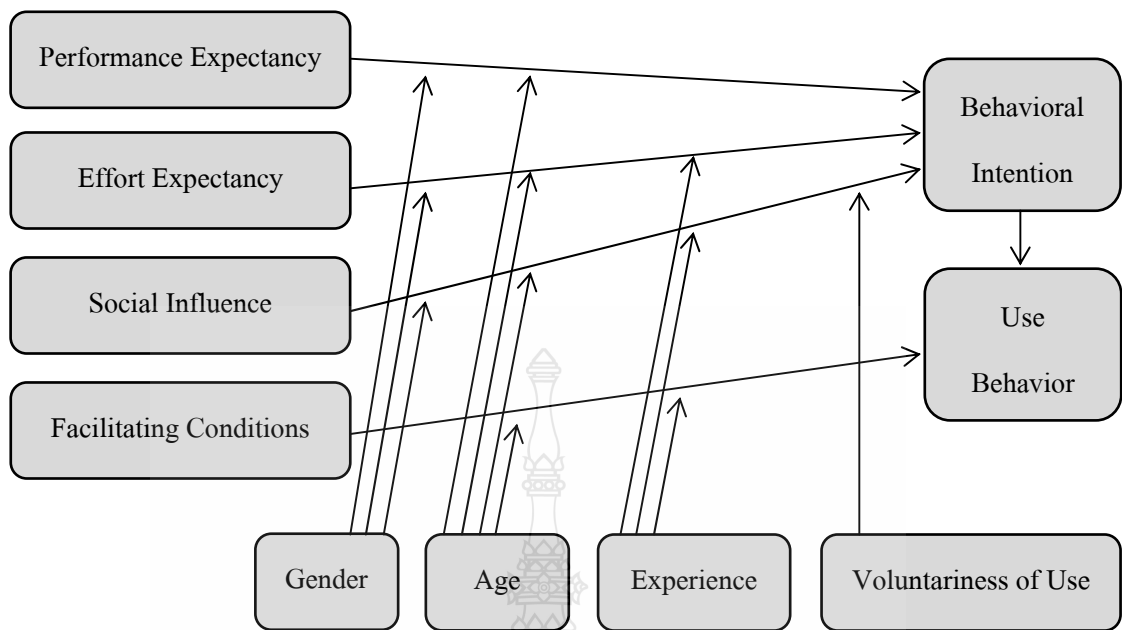 Performance Expectancy
Effort Expectancy
Social Influence
Facilitating Conditions
Behavioral
Intention
Use
Behavior
Gender
Age
Experience
Voluntariness of Use